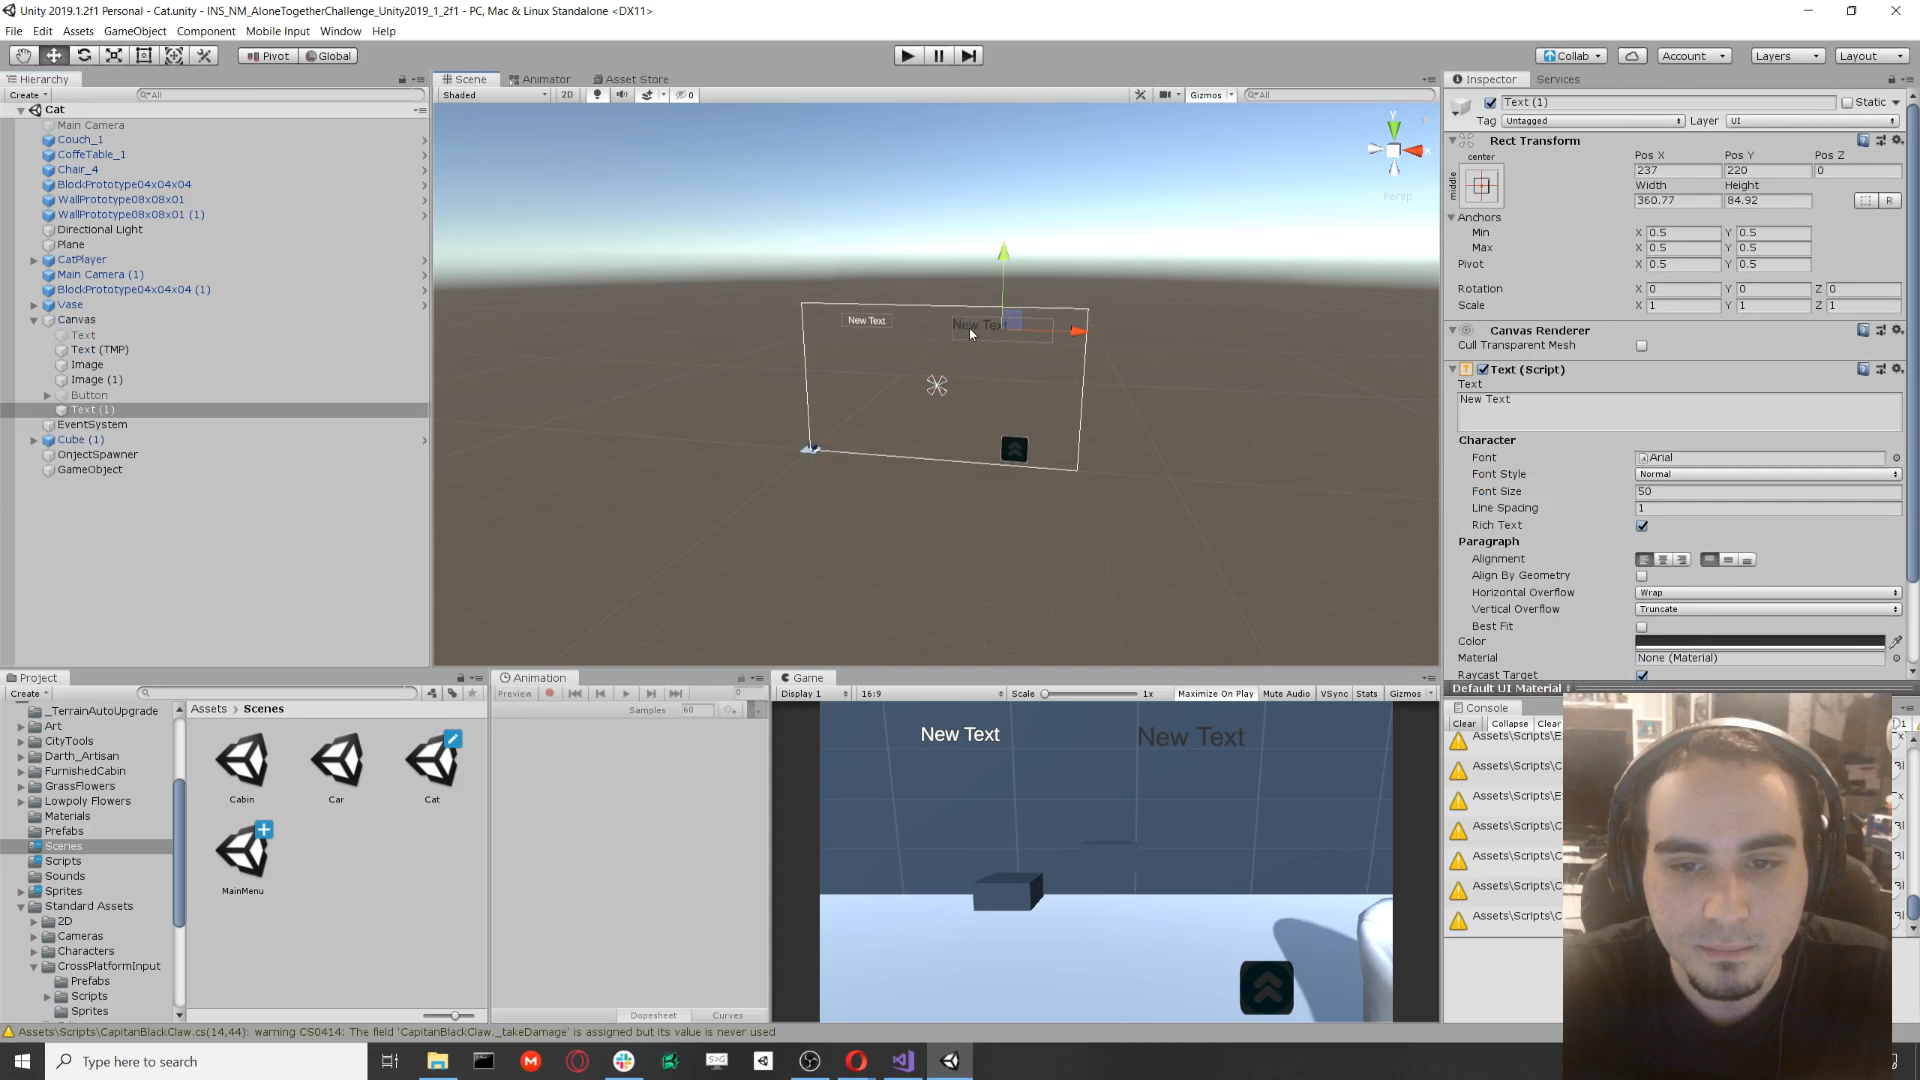 Unity 2019.1.2f1 Personal - Cat.unity - INS_NM_AloneTogetherChallenge_Unity2019_1_2f1 - PC, Mac & Linux Standalone <DX11>
File Edit Assets GameObject Component Mobile Input Window Help
Pivot Global Collab Account Layers Layout
Hierarchy
Create All
Cat
Main Camera
Couch_1
CoffeTable_1
Chair_4
BlockPrototype04x04x04
WallPrototype08x08x01
WallPrototype08x08x01 (1)
Directional Light
Plane
CatPlayer
Main Camera (1)
BlockPrototype04x04x04 (1)
Vase
Canvas
Text
Text (TMP)
Image
Image (1)
Button
Text (1)
EventSystem
Cube (1)
OnjectSpawner
GameObject
Scene Animator Asset Store
Shaded 2D 0 Gizmos All
Y
Persp
New Text
New Text
Inspector Services
Text (1) Static
Tag Untagged Layer UI
Rect Transform
center
middle
Pos X Pos Y Pos Z
237 220 0
Width Height
360.77 84.92 R
Anchors
Min X 0.5 Y 0.5
Max X 0.5 Y 0.5
Pivot X 0.5 Y 0.5
Rotation X 0 Y 0 Z 0
Scale X 1 Y 1 Z 1
Canvas Renderer
Cull Transparent Mesh
Text (Script)
Text
New Text
Character
Font Arial
Font Style Normal
Font Size 50
Line Spacing 1
Rich Text
Paragraph
Alignment
Align By Geometry
Horizontal Overflow Wrap
Vertical Overflow Truncate
Best Fit
Color
Material None (Material)
Raycast Target
Default UI Material
Project
Create
_TerrainAutoUpgrade
Art
CityTools
Darth_Artisan
FurnishedCabin
GrassFlowers
Lowpoly Flowers
Materials
Prefabs
Scenes
Scripts
Sounds
Sprites
Standard Assets
2D
Cameras
Characters
CrossPlatformInput
Prefabs
Scripts
Sprites
Assets > Scenes
Cabin Car Cat
MainMenu
Animation
Preview 0
Samples 60
Dopesheet Curves
Game
Display 1 16:9 Scale 1x Maximize On Play Mute Audio VSync Stats Gizmos
New Text New Text
Console
Clear Collapse Clear
Assets\Scripts\E
Assets\Scripts\C
Assets\Scripts\E
Assets\Scripts\C
Assets\Scripts\C
Assets\Scripts\C
Assets\Scripts\C
Assets\Scripts\CapitanBlackClaw.cs(14,44): warning CS0414: The field 'CapitanBlackClaw._takeDamage' is assigned but its value is never used
Type here to search